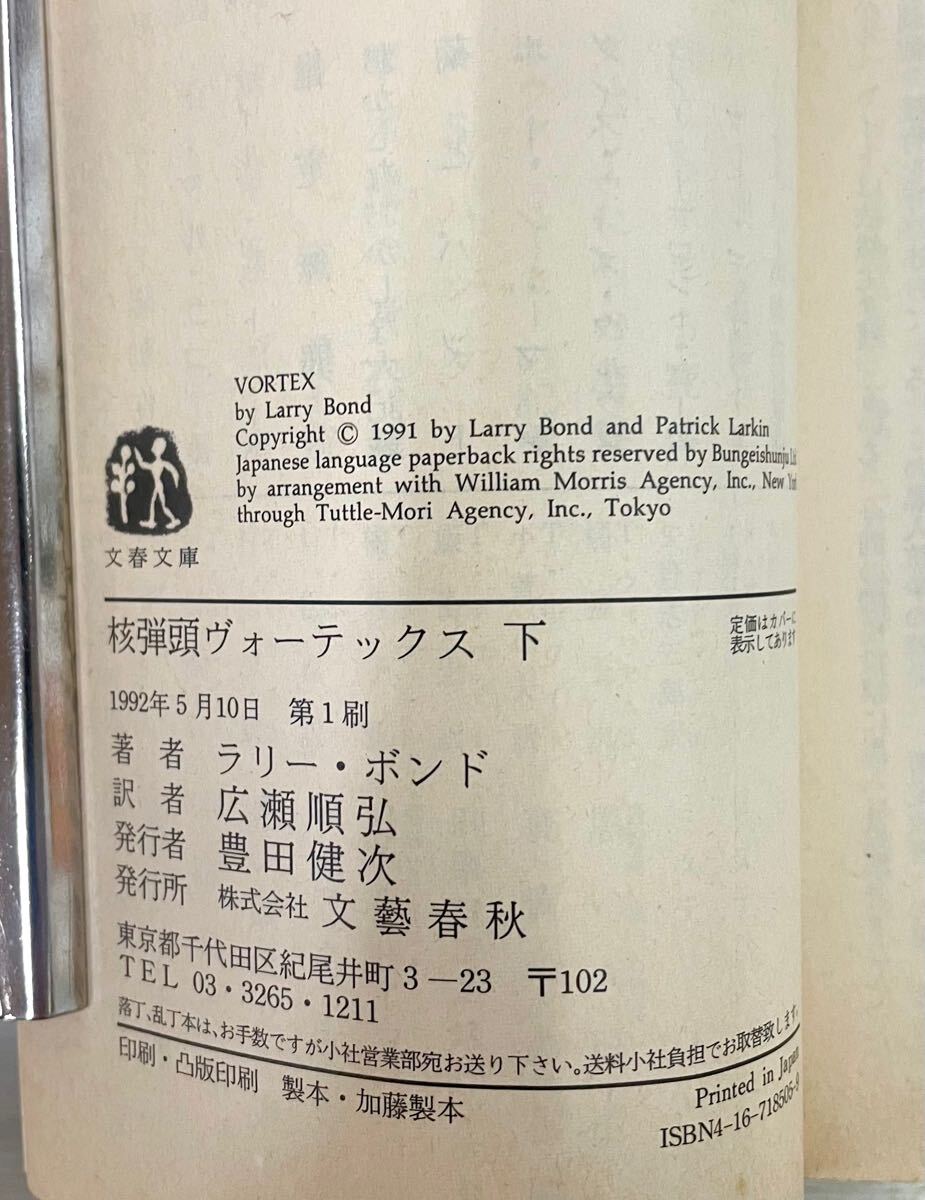 VORTEX
by Larry Bond
Copyright © 1991 by Larry Bond and Patrick Larkin
Japanese language paperback rights reserved by Bungeishunju Ltd.
by arrangement with William Morris Agency, Inc., New York
through Tuttle-Mori Agency, Inc., Tokyo
文春文庫
核弾頭ヴォーテックス 下
定価はカバーに
表示してあります
1992年5月10日 第1刷
著者 ラリー・ボンド
訳者 広瀬順弘
発行者 豊田健次
発行所 株式会社 文藝春秋
東京都千代田区紀尾井町3—23 〒102
TEL 03・3265・1211
落丁、乱丁本は、お手数ですが小社営業部宛お送り下さい。送料小社負担でお取替致します。
印刷・凸版印刷 製本・加藤製本
Printed in Japan
ISBN4-16-718505-9